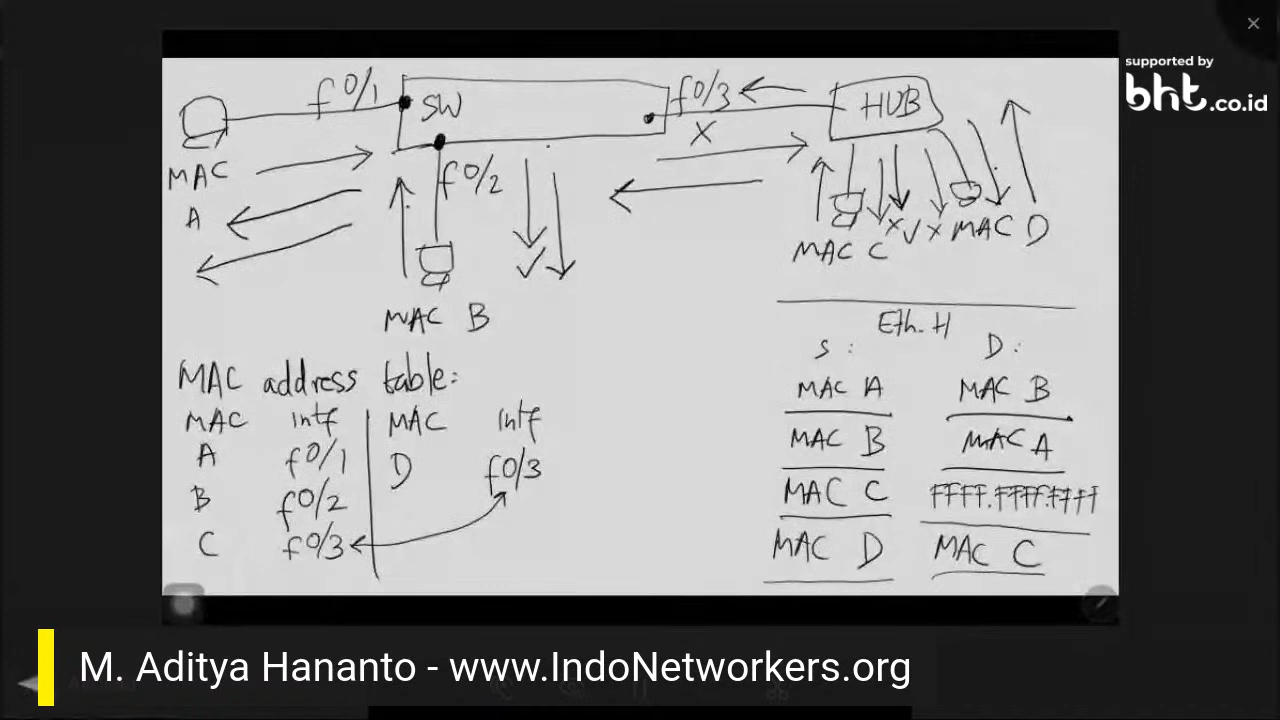 supported by
bht.co.id
f0/1
SW
f0/3
HUB
X
f0/2
MAC
A
MAC B
MAC C
x √ x
MAC D
Eth. H
S :
D :
MAC A MAC B
MAC B MAC A
MAC C FFFF.FFFF.FFFF
MAC D MAC C
MAC address table:
MAC Intf MAC Intf
A f0/1 D f0/3
B f0/2
C f0/3
M. Aditya Hananto - www.IndoNetworkers.org